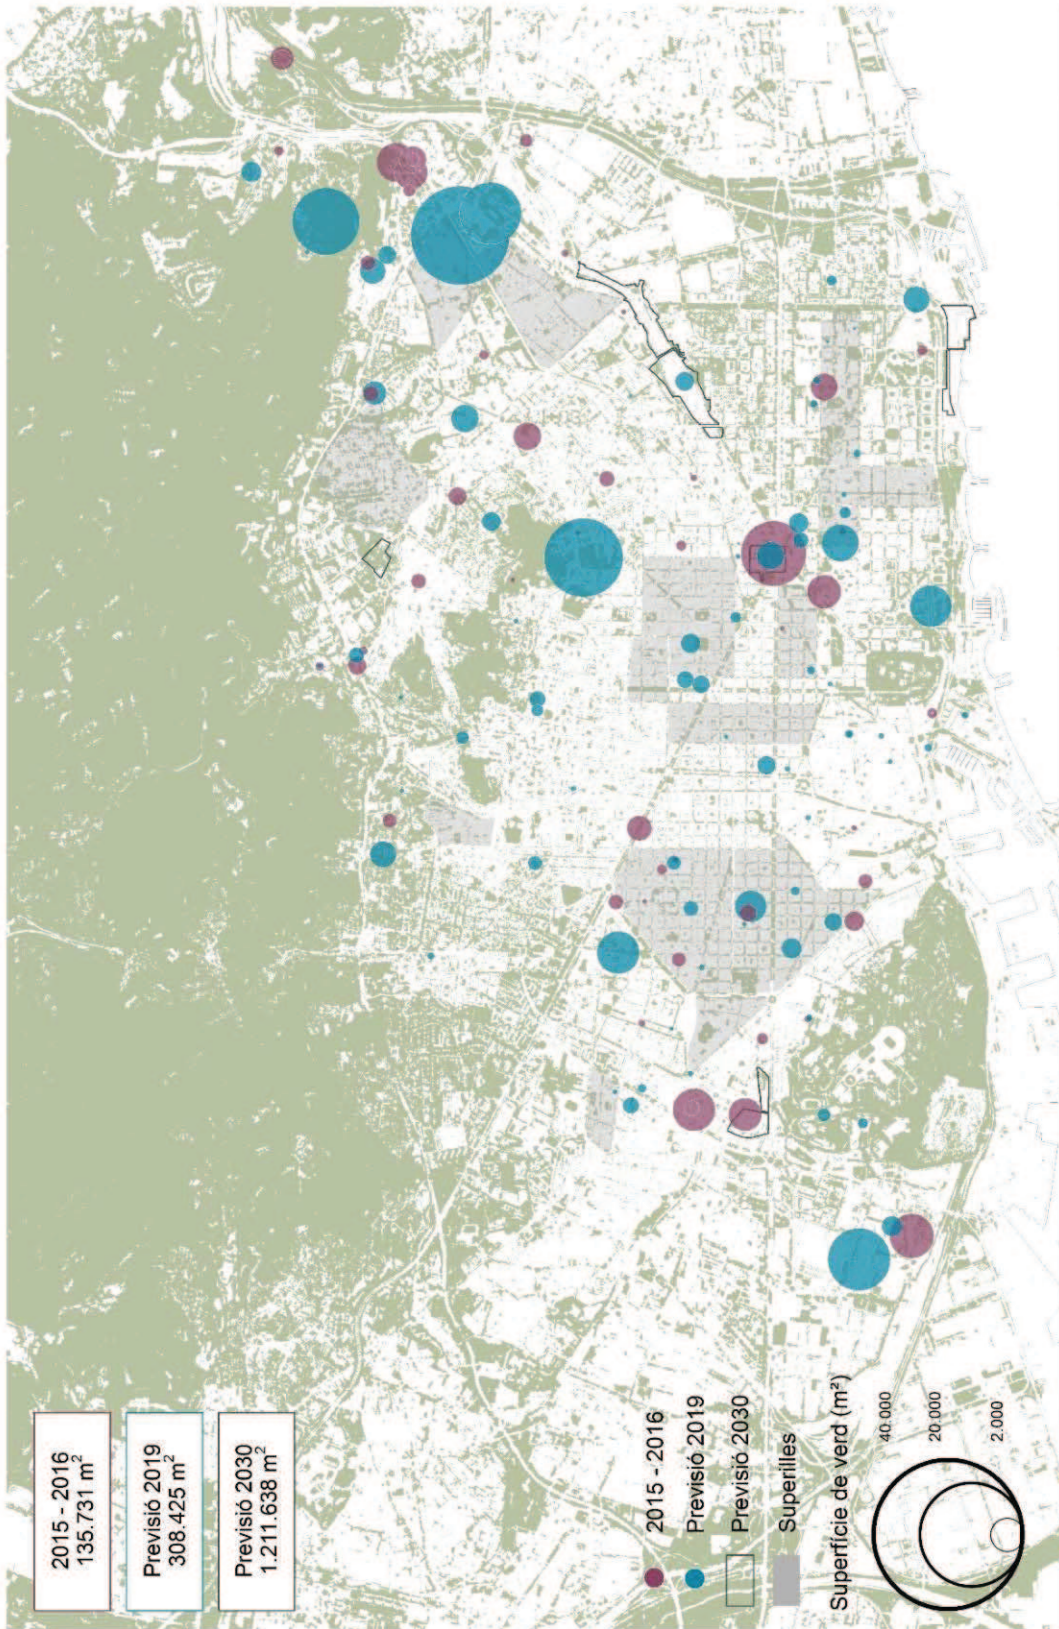 2015 - 2016
135.731 m²
Previsió 2019
308.425 m²
Previsió 2030
1.211.638 m²
2015 - 2016
Previsió 2019
Previsió 2030
Superilles
Superfície de verd (m²)
40.000
20.000
2.000